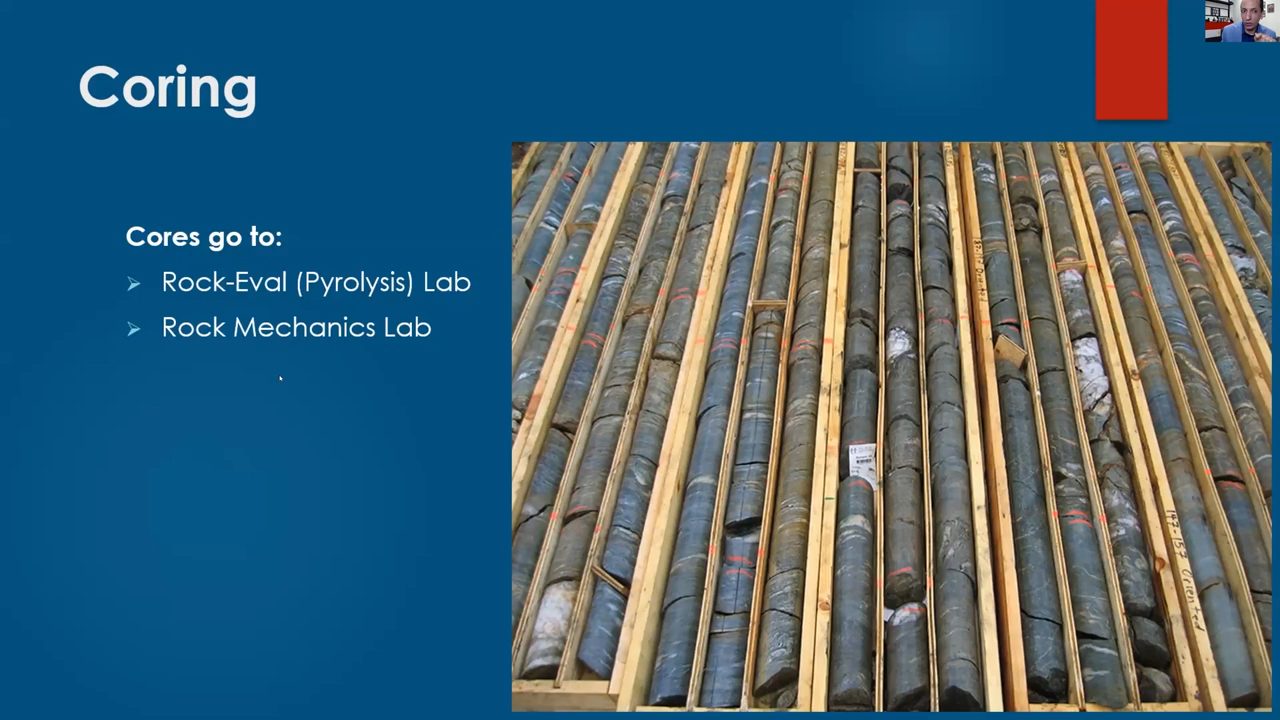 Coring
Cores go to:
Rock-Eval (Pyrolysis) Lab
Rock Mechanics Lab